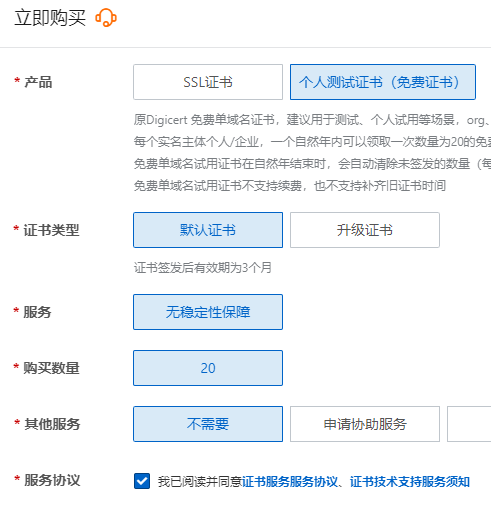 立即购买
* 产品
SSL证书
个人测试证书（免费证书）
原Digicert 免费单域名证书，建议用于测试、个人试用等场景，org、
每个实名主体个人/企业，一个自然年内可以领取一次数量为20的免费
免费单域名试用证书在自然年结束时，会自动清除未签发的数量（每
免费单域名试用证书不支持续费，也不支持补齐旧证书时间
* 证书类型
默认证书
升级证书
证书签发后有效期为3个月
* 服务
无稳定性保障
* 购买数量
20
* 其他服务
不需要
申请协助服务
* 服务协议
我已阅读并同意证书服务服务协议、证书技术支持服务须知